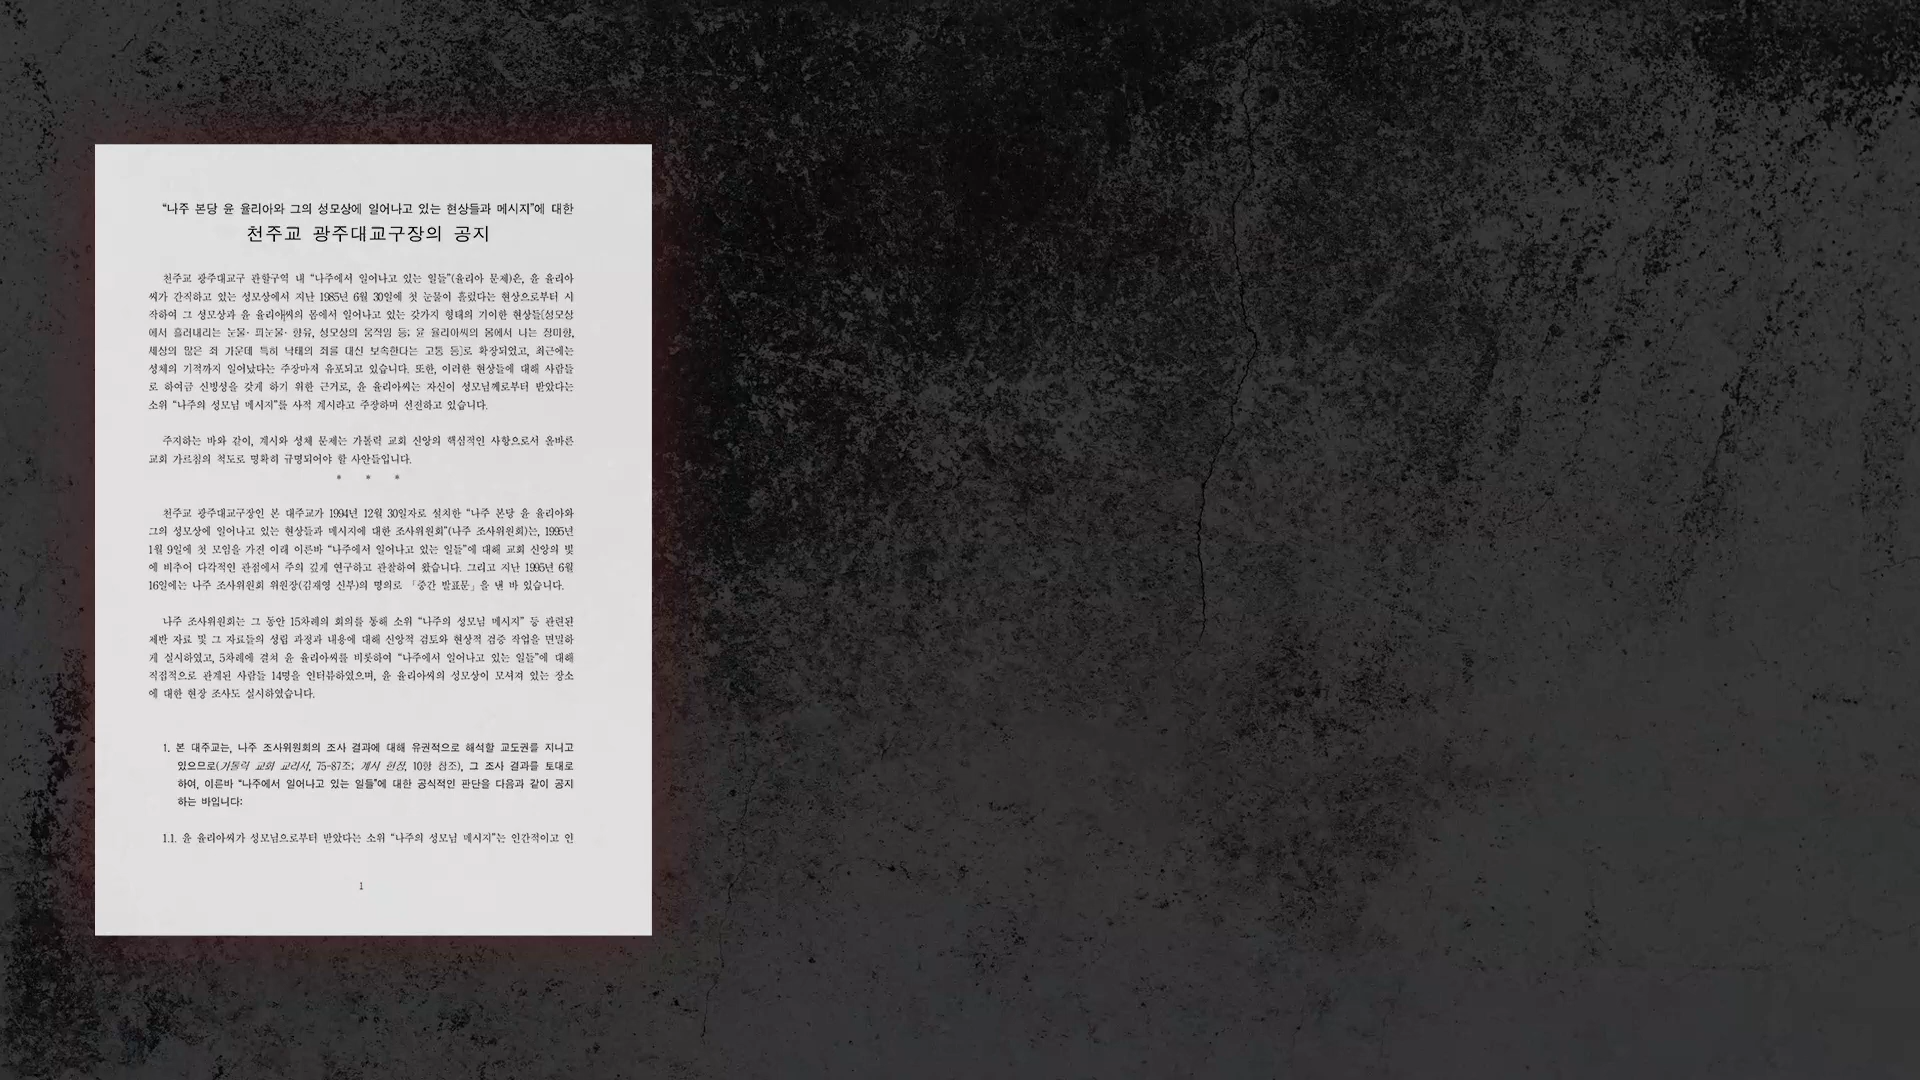 “나주 본당 윤 율리아와 그의 성모상에 일어나고 있는 현상들과 메시지”에 대한
천주교 광주대교구장의 공지
천주교 광주대교구 관할구역 내 “나주에서 일어나고 있는 일들”(율리아 문제)은, 윤 율리아
씨가 간직하고 있는 성모상에서 지난 1985년 6월 30일에 첫 눈물이 흘렀다는 현상으로부터 시
작하여 그 성모상과 윤 율리아씨의 몸에서 일어나고 있는 갖가지 형태의 기이한 현상들[성모상
에서 흘러내리는 눈물· 피눈물· 향유, 성모상의 움직임 등; 윤 율리아씨의 몸에서 나는 장미향,
세상의 많은 죄 가운데 특히 낙태의 죄를 대신 보속한다는 고통 등]로 확장되었고, 최근에는
성체의 기적까지 일어났다는 주장마저 유포되고 있습니다. 또한, 이러한 현상들에 대해 사람들
로 하여금 신빙성을 갖게 하기 위한 근거로, 윤 율리아씨는 자신이 성모님께로부터 받았다는
소위 “나주의 성모님 메시지”를 사적 계시라고 주장하며 선전하고 있습니다.
주지하는 바와 같이, 계시와 성체 문제는 가톨릭 교회 신앙의 핵심적인 사항으로서 올바른
교회 가르침의 척도로 명확히 규명되어야 할 사안들입니다.
* * *
천주교 광주대교구장인 본 대주교가 1994년 12월 30일자로 설치한 “나주 본당 윤 율리아와
그의 성모상에 일어나고 있는 현상들과 메시지에 대한 조사위원회”(나주 조사위원회)는, 1995년
1월 9일에 첫 모임을 가진 이래 이른바 “나주에서 일어나고 있는 일들”에 대해 교회 신앙의 빛
에 비추어 다각적인 관점에서 주의 깊게 연구하고 관찰하여 왔습니다. 그리고 지난 1995년 6월
16일에는 나주 조사위원회 위원장(김재영 신부)의 명의로 「중간 발표문」을 낸 바 있습니다.
나주 조사위원회는 그 동안 15차례의 회의를 통해 소위 “나주의 성모님 메시지” 등 관련된
제반 자료 및 그 자료들의 성립 과정과 내용에 대해 신앙적 검토와 현상적 검증 작업을 면밀하
게 실시하였고, 5차례에 걸쳐 윤 율리아씨를 비롯하여 “나주에서 일어나고 있는 일들”에 대해
직접적으로 관계된 사람들 14명을 인터뷰하였으며, 윤 율리아씨의 성모상이 모셔져 있는 장소
에 대한 현장 조사도 실시하였습니다.
1. 본 대주교는, 나주 조사위원회의 조사 결과에 대해 유권적으로 해석할 교도권를 지니고
있으므로(가톨릭 교회 교리서, 75-87조; 계시 헌장, 10항 참조), 그 조사 결과를 토대로
하여, 이른바 “나주에서 일어나고 있는 일들”에 대한 공식적인 판단을 다음과 같이 공지
하는 바입니다:
1.1. 윤 율리아씨가 성모님으로부터 받았다는 소위 “나주의 성모님 메시지”는 인간적이고 인
1